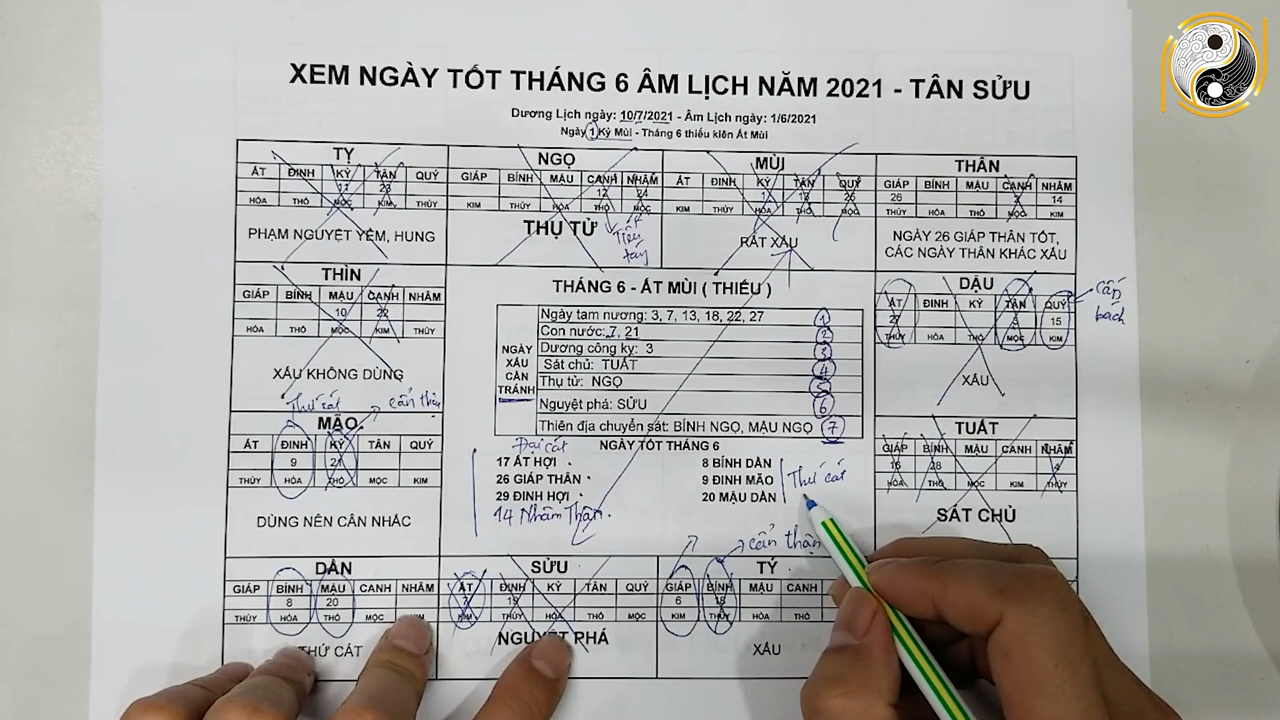 XEM NGÀY TỐT THÁNG 6 ÂM LỊCH NĂM 2021 - TÂN SỬU
Dương Lịch ngày: 10/7/2021 - Âm Lịch ngày: 1/6/2021
Ngày 1 Kỷ Mùi - Tháng 6 thiếu kiến Ất Mùi
TỴ
ẤT ĐINH KỶ TÂN QUÝ
11 23
HỎA THỔ MỘC KIM THỦY
PHẠM NGUYỆT YẾM, HUNG
NGỌ
GIÁP BÍNH MẬU CANH NHÂM
12 24
KIM THỦY HỎA THỔ MỘC
THỤ TỬ
Tiểu
MÙI
ẤT ĐINH KỶ TÂN QUÝ
1 13 25
KIM THỦY HỎA THỔ MỘC
RẤT XẤU
THÂN
GIÁP BÍNH MẬU CANH NHÂM
26 2 14
THỦY HỎA THỔ MỘC KIM
NGÀY 26 GIÁP THÂN TỐT,
CÁC NGÀY THÂN KHÁC XẤU
THÌN
GIÁP BÍNH MẬU CANH NHÂM
10 22
HỎA THỔ MỘC KIM THỦY
XẤU KHÔNG DÙNG
THÁNG 6 - ẤT MÙI ( THIẾU )
NGÀY
XẤU
CẦN
TRÁNH
Ngày tam nương: 3, 7, 13, 18, 22, 27 1
Con nước: 7, 21 2
Dương công kỵ: 3 3
Sát chủ: TUẤT 4
Thụ tử: NGỌ 5
Nguyệt phá: SỬU 6
Thiên địa chuyển sát: BÍNH NGỌ, MẬU NGỌ 7
DẬU
ẤT ĐINH KỶ TÂN QUÝ
27 3 15
THỦY HỎA THỔ MỘC KIM
XẤU
cấn
bách
Thứ cát
cẩn thận
MÃO
ẤT ĐINH KỶ TÂN QUÝ
9 21
THỦY HỎA THỔ MỘC KIM
DÙNG NÊN CÂN NHẮC
Đại cát
NGÀY TỐT THÁNG 6
17 ẤT HỢI
26 GIÁP THÂN
29 ĐINH HỢI
14 Nhâm Thân
8 BÍNH DẦN
9 ĐINH MÃO
20 MẬU DẦN
Thứ cát
TUẤT
GIÁP BÍNH MẬU CANH NHÂM
16 28 4
HỎA THỔ MỘC KIM THỦY
SÁT CHỦ
DẦN
GIÁP BÍNH MẬU CANH NHÂM
8 20
THỦY HỎA THỔ MỘC
THỨ CÁT
SỬU
ẤT ĐINH KỶ TÂN QUÝ
7 19
KIM THỦY HỎA THỔ MỘC
NGUYỆT PHÁ
cẩn thận
TÝ
GIÁP BÍNH MẬU CANH
6 18
KIM THỦY HỎA THỔ
XẤU